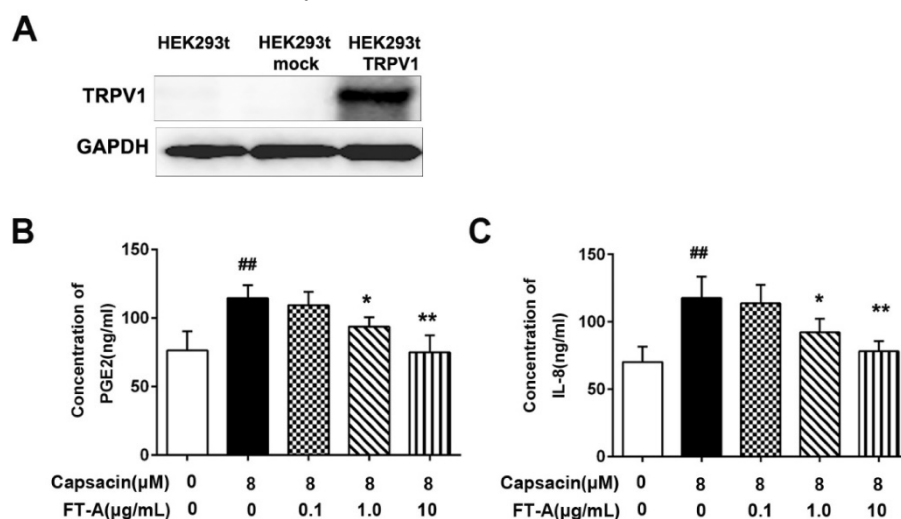 A
HEK293t HEK293t HEK293t
mock TRPV1
TRPV1
GAPDH
B
Concentration of
PGE2(ng/ml)
150
100
50
0
## * **
Capsacin(μM) 0 8 8 8 8
FT-A(μg/mL) 0 0 0.1 1.0 10
C
Concentration of
IL-8(ng/ml)
150
100
50
0
## * **
Capsacin(μM) 0 8 8 8 8
FT-A(μg/mL) 0 0 0.1 1.0 10